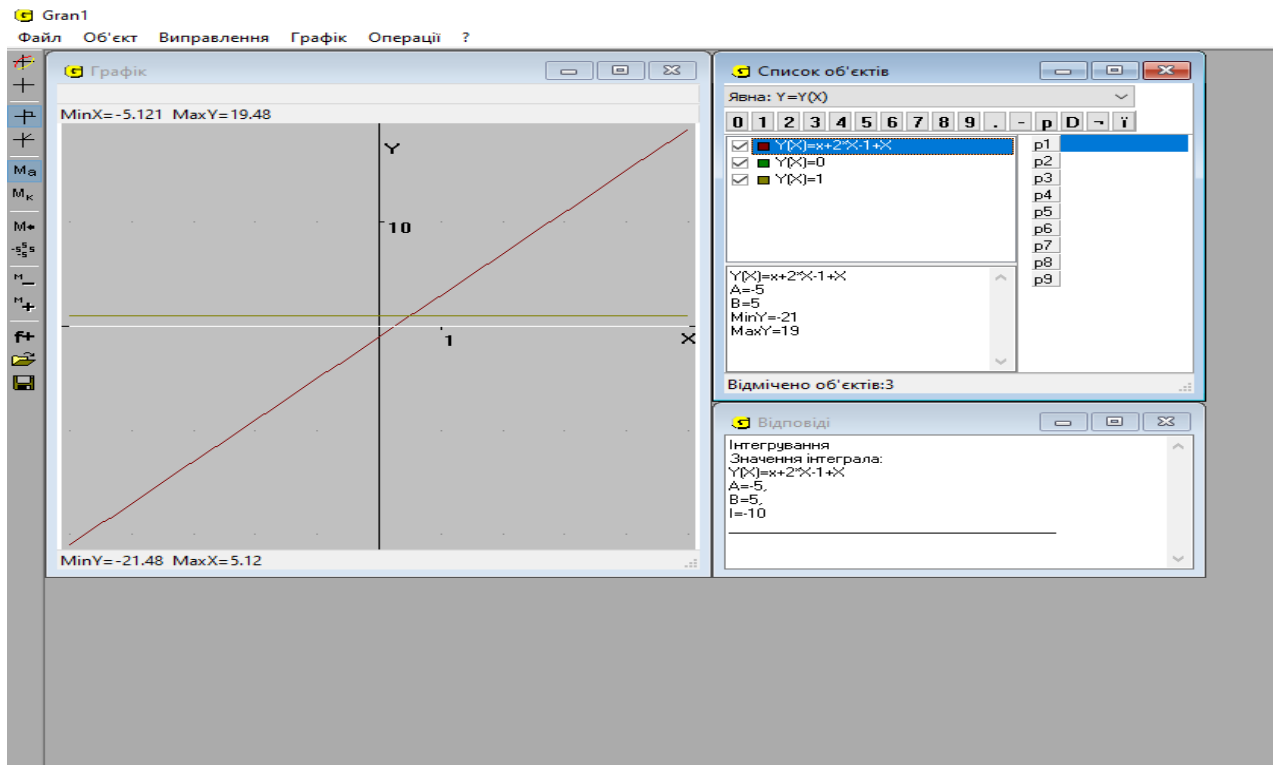 Gran1
Файл Об'єкт Виправлення Графік Операції ?
Ma
Mк
M
-s s s s
M
M
f+
Графік
MinX=-5.121 MaxY=19.48
Y
10
1
X
MinY=-21.48 MaxX=5.12
Список об'єктів
Явна: Y=Y(X)
0 1 2 3 4 5 6 7 8 9 . - p D ¬ ї
Y(X)=x+2*X-1+X
Y(X)=0
Y(X)=1
p1
p2
p3
p4
p5
p6
p7
p8
p9
Y(X)=x+2*X-1+X
A=-5
B=5
MinY=-21
MaxY=19
Відмічено об'єктів:3
Відповіді
Інтегрування
Значення інтеграла:
Y(X)=x+2*X-1+X
A=-5,
B=5,
I=-10